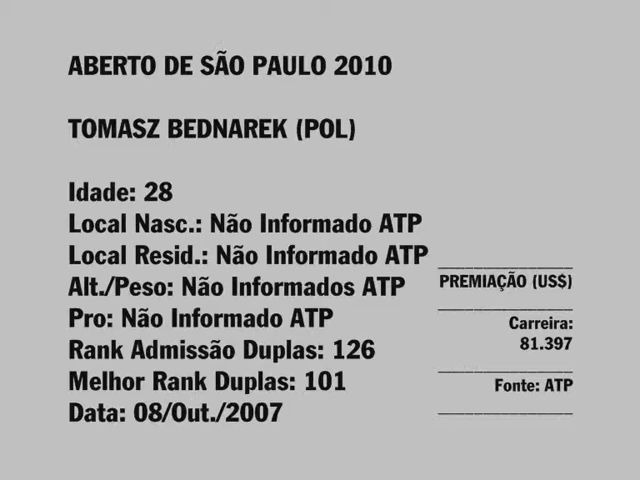 ABERTO DE SÃO PAULO 2010
TOMASZ BEDNAREK (POL)
Idade: 28
Local Nasc.: Não Informado ATP
Local Resid.: Não Informado ATP
Alt./Peso: Não Informados ATP
Pro: Não Informado ATP
Rank Admissão Duplas: 126
Melhor Rank Duplas: 101
Data: 08/Out./2007
PREMIAÇÃO (US$)
Carreira:
81.397
Fonte: ATP